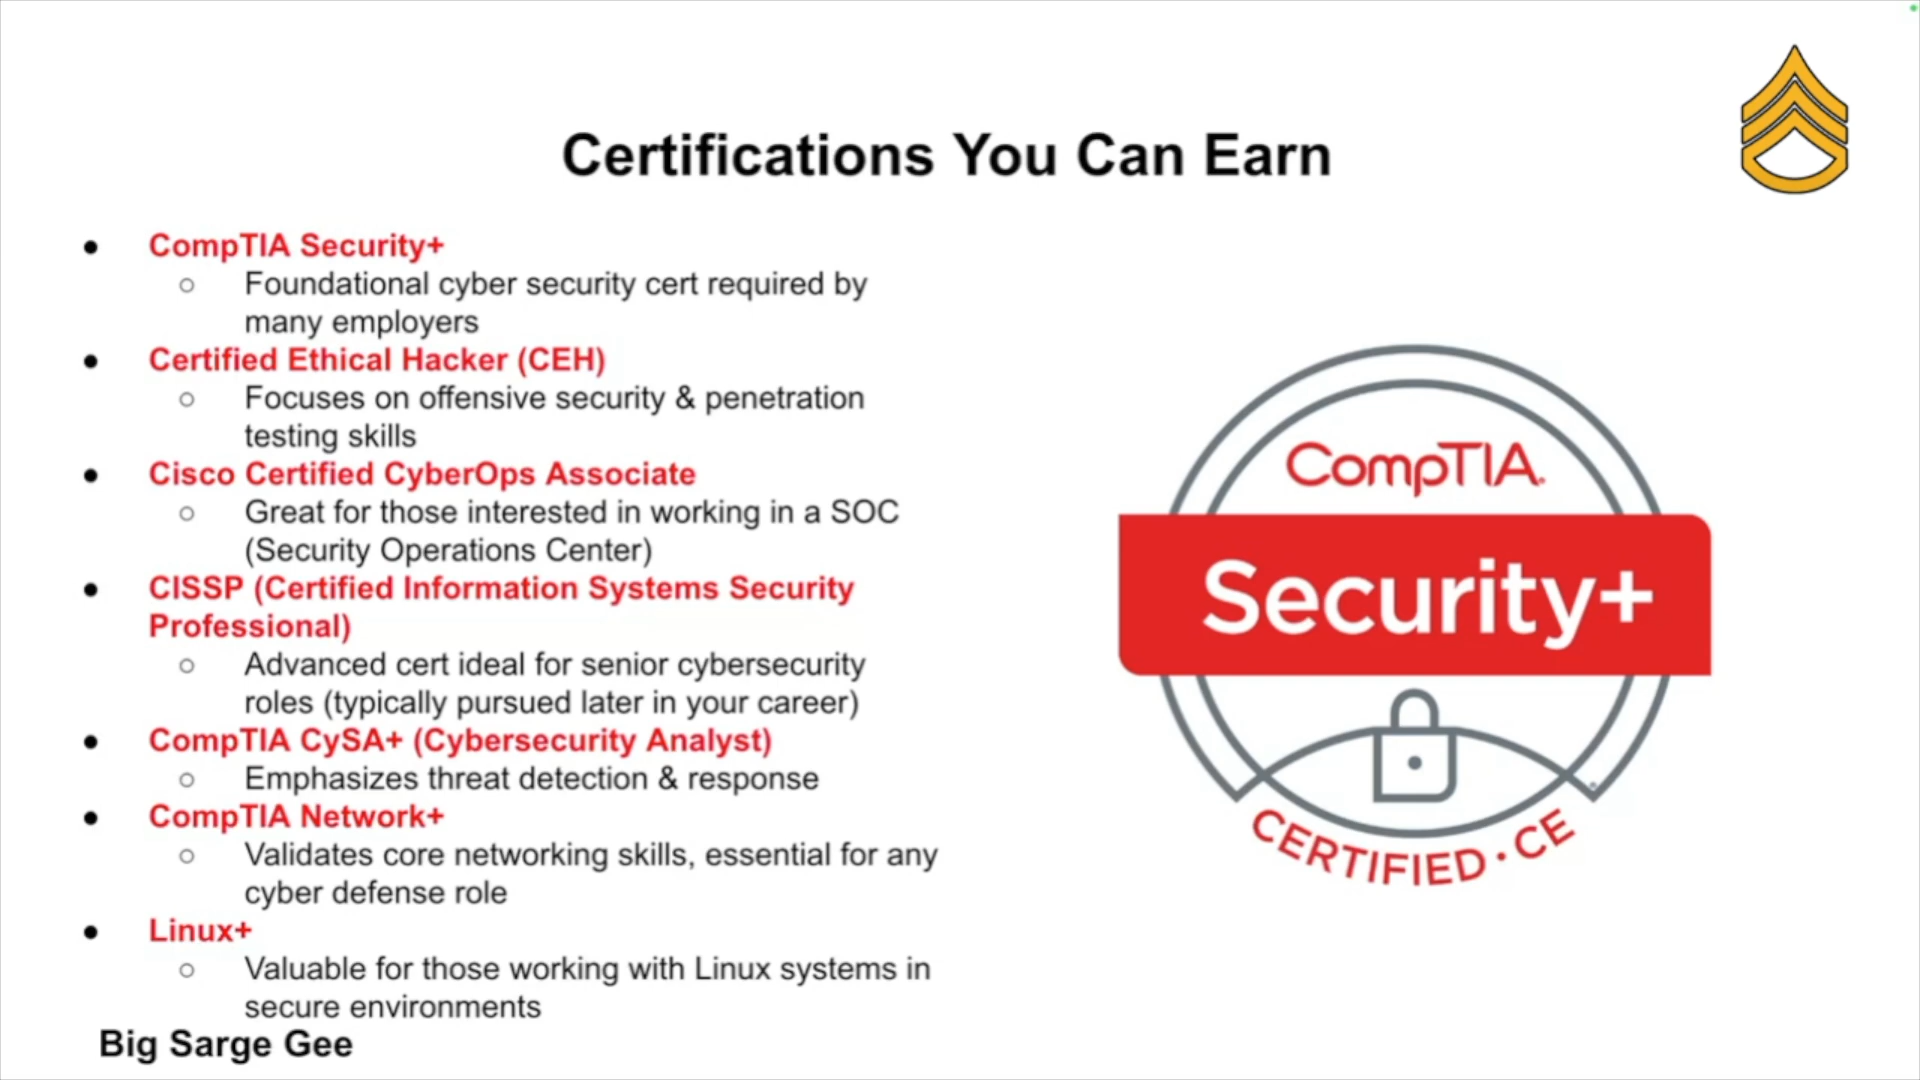 Certifications You Can Earn
● CompTIA Security+
○ Foundational cyber security cert required by
many employers
● Certified Ethical Hacker (CEH)
○ Focuses on offensive security & penetration
testing skills
● Cisco Certified CyberOps Associate
○ Great for those interested in working in a SOC
(Security Operations Center)
● CISSP (Certified Information Systems Security
Professional)
○ Advanced cert ideal for senior cybersecurity
roles (typically pursued later in your career)
● CompTIA CySA+ (Cybersecurity Analyst)
○ Emphasizes threat detection & response
● CompTIA Network+
○ Validates core networking skills, essential for any
cyber defense role
● Linux+
○ Valuable for those working with Linux systems in
secure environments
Big Sarge Gee
CompTIA.
Security+
CERTIFIED • CE